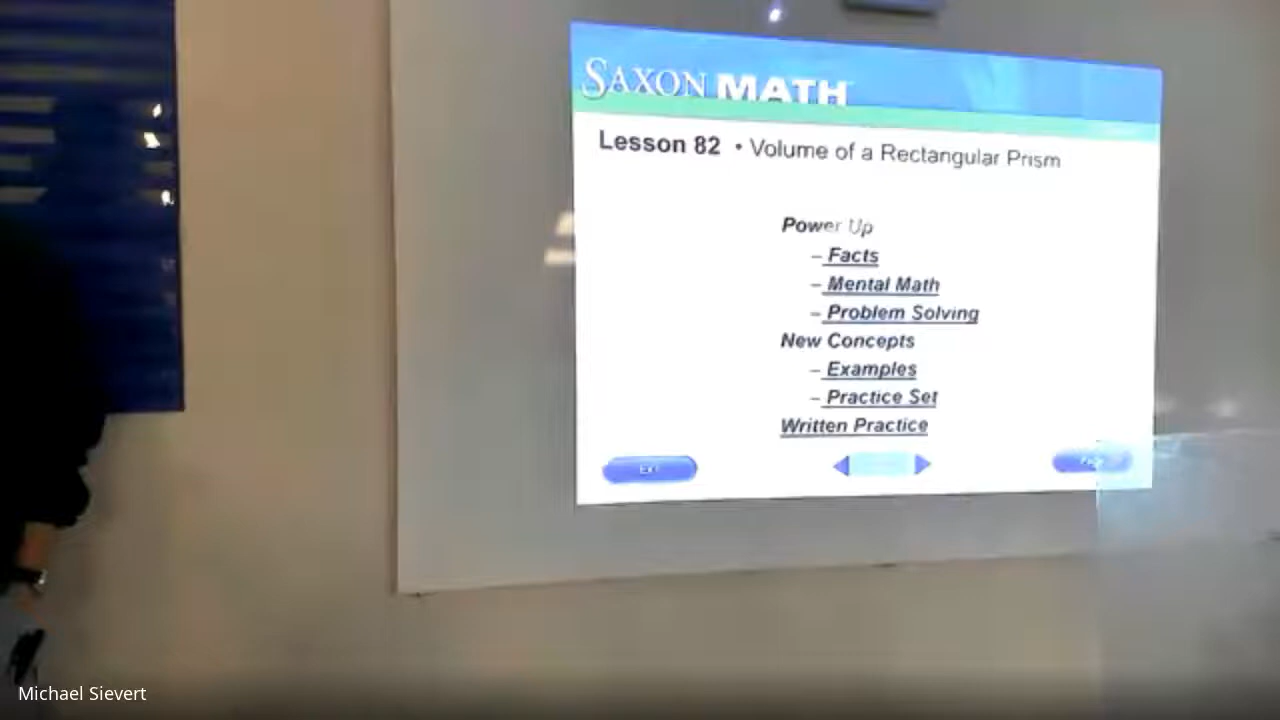 SAXON MATH
Lesson 82 • Volume of a Rectangular Prism
Power Up
– Facts
– Mental Math
– Problem Solving
New Concepts
– Examples
– Practice Set
Written Practice
Michael Sievert